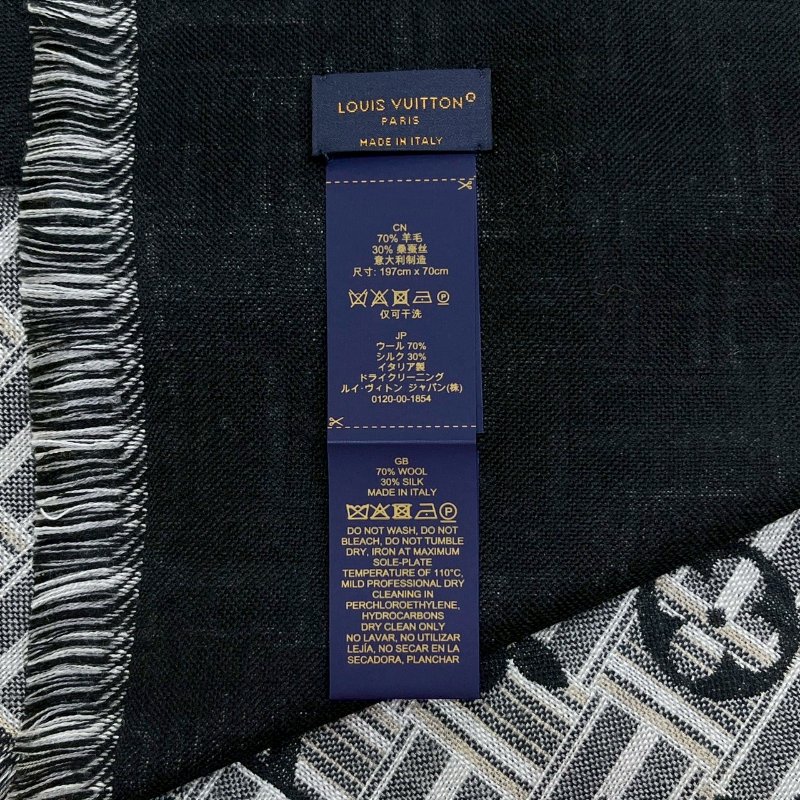 LOUIS VUITTON®
PARIS
MADE IN ITALY
CN
70% 羊毛
30% 桑蚕丝
意大利制造
尺寸: 197cm x 70cm
仅可干洗
JP
ウール 70%
シルク 30%
イタリア製
ドライクリーニング
ルイ·ヴィトン ジャパン(株)
0120-00-1854
GB
70% WOOL
30% SILK
MADE IN ITALY
DO NOT WASH, DO NOT
BLEACH, DO NOT TUMBLE
DRY, IRON AT MAXIMUM
SOLE-PLATE
TEMPERATURE OF 110°C,
MILD PROFESSIONAL DRY
CLEANING IN
PERCHLOROETHYLENE,
HYDROCARBONS
DRY CLEAN ONLY
NO LAVAR, NO UTILIZAR
LEJÍA, NO SECAR EN LA
SECADORA, PLANCHAR